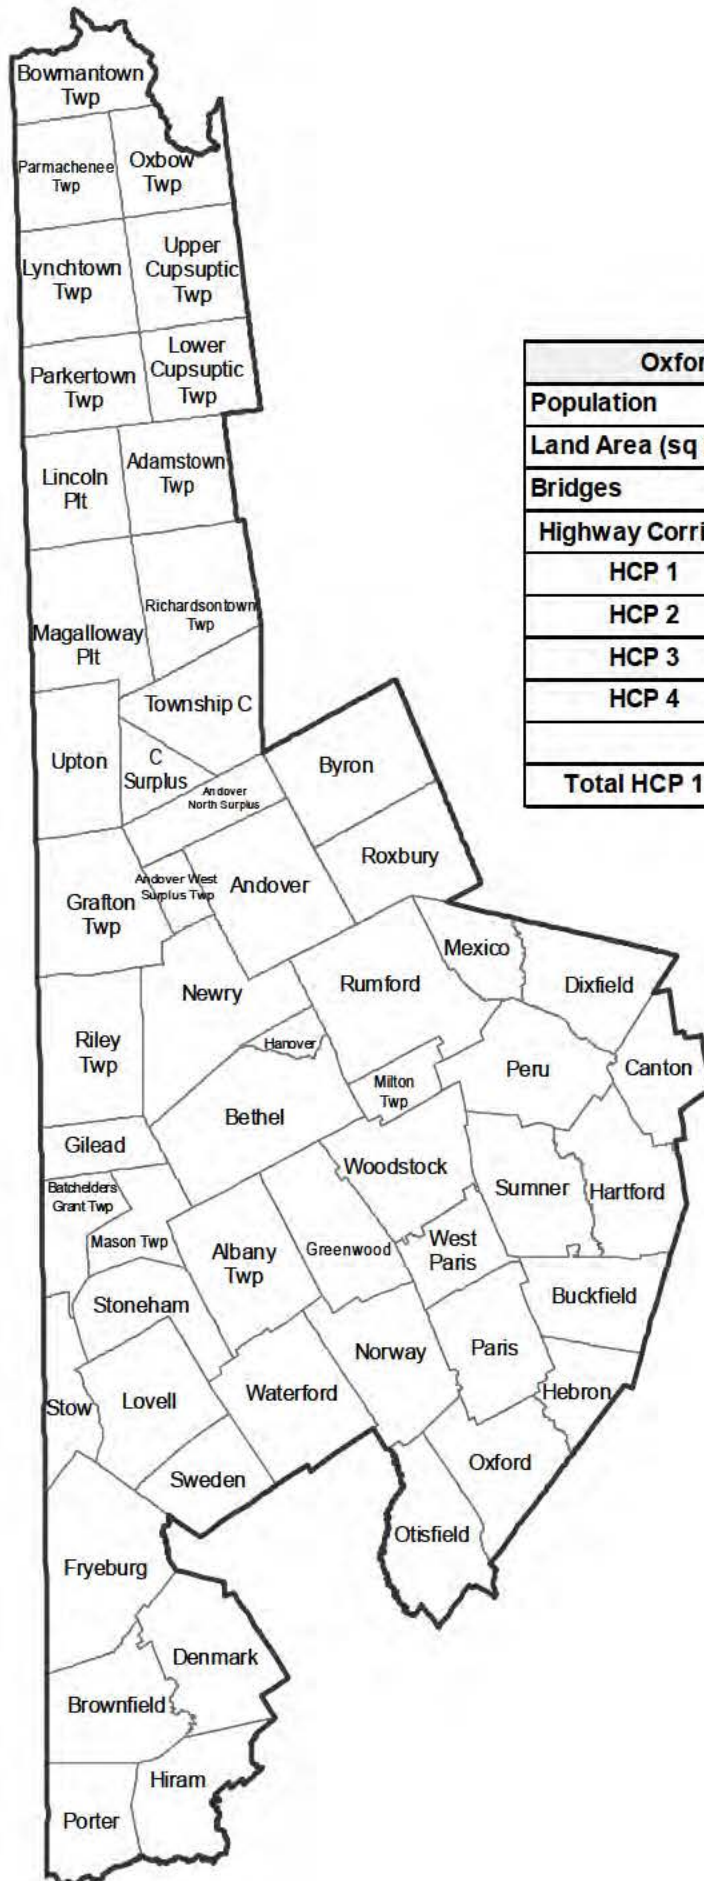 Bowmantown
Twp
Parmachenee
Twp
Oxbow
Twp
Lynchtown
Twp
Upper
Cupsuptic
Twp
Parkertown
Twp
Lower
Cupsuptic
Twp
Lincoln
Plt
Adamstown
Twp
Magalloway
Plt
Richardsontown
Twp
Township C
Upton
C
Surplus
Andover
North Surplus
Byron
Roxbury
Grafton
Twp
Andover West
Surplus Twp
Andover
Mexico
Newry
Rumford
Dixfield
Riley
Twp
Hanover
Milton
Twp
Peru
Canton
Bethel
Gilead
Woodstock
Batchelders
Grant Twp
Sumner
Hartford
Mason Twp
Albany
Twp
Greenwood
West
Paris
Stoneham
Buckfield
Norway
Paris
Stow
Lovell
Waterford
Hebron
Sweden
Oxford
Otisfield
Fryeburg
Denmark
Brownfield
Hiram
Porter
Oxfor
Population
Land Area (sq
Bridges
Highway Corri
HCP 1
HCP 2
HCP 3
HCP 4
Total HCP 1